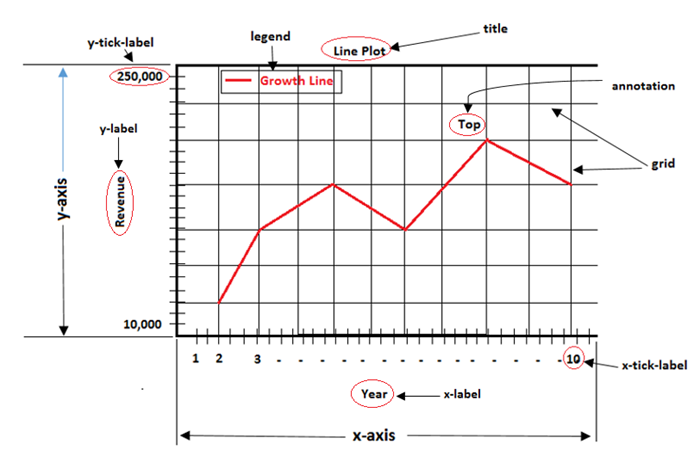 title
legend
y-tick-label
Line Plot
250,000
Growth Line
annotation
Top
y-label
grid
Revenue
y-axis
10,000
1 2 3 - - - - - - - - - - - - - 10
x-tick-label
Year
x-label
x-axis